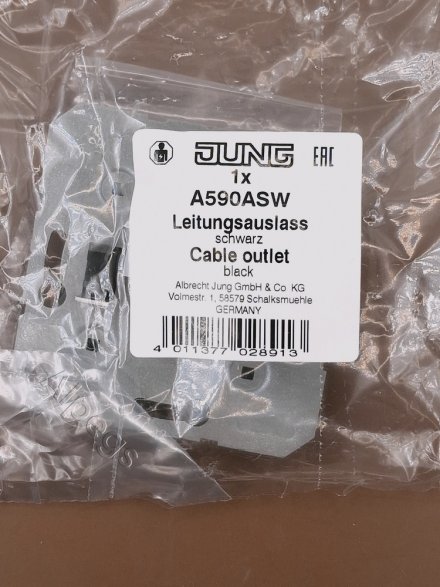 JUNG
EAC
1x
A590ASW
Leitungsauslass
schwarz
Cable outlet
black
Albrecht Jung GmbH & Co KG
Volmestr. 1, 58579 Schalksmuehle
GERMANY
4 011377 028913